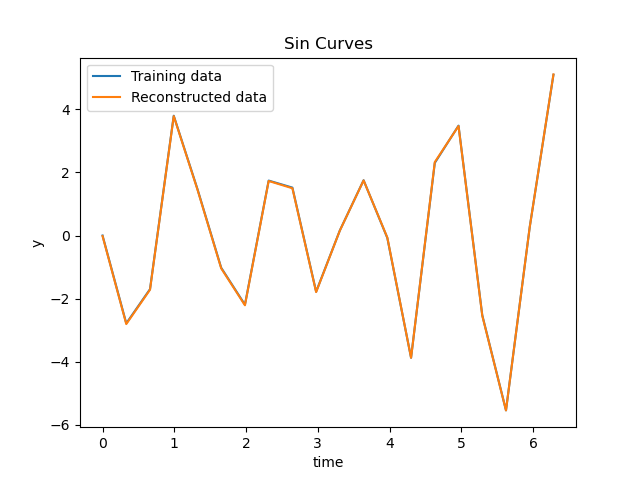 Sin Curves
Training data
Reconstructed data
4
2
0
−2
−4
−6
y
0 1 2 3 4 5 6
time